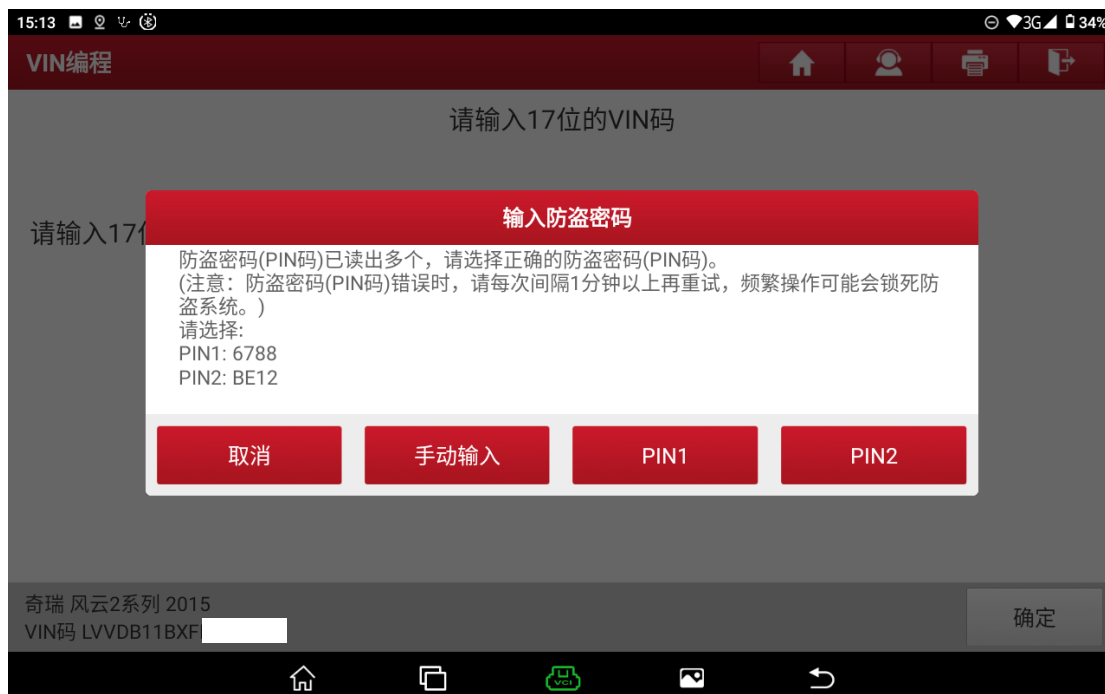 15:13
3G 34%
VIN编程
请输入17位的VIN码
请输入17
输入防盗密码
防盗密码(PIN码)已读出多个，请选择正确的防盗密码(PIN码)。
(注意：防盗密码(PIN码)错误时，请每次间隔1分钟以上再重试，频繁操作可能会锁死防
盗系统。)
请选择:
PIN1: 6788
PIN2: BE12
取消
手动输入
PIN1
PIN2
奇瑞 风云2系列 2015
VIN码 LVVDB11BXF
确定
VCI